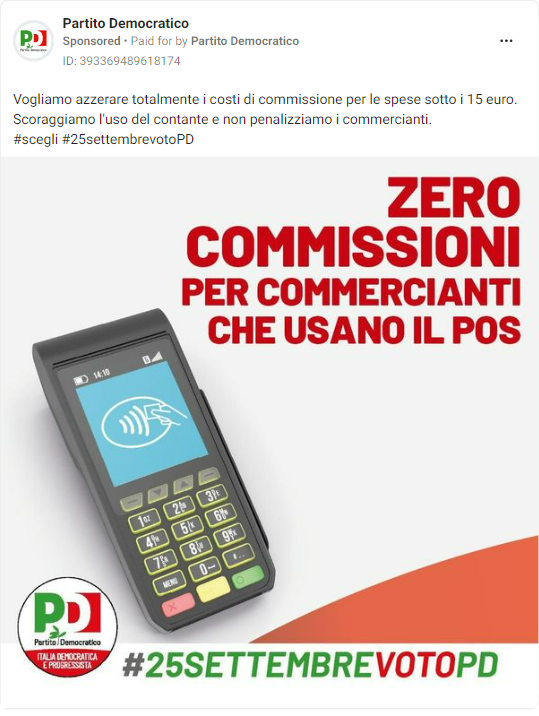 Partito Democratico
Sponsored • Paid for by Partito Democratico
ID: 393369489618174
Vogliamo azzerare totalmente i costi di commissione per le spese sotto i 15 euro.
Scoraggiamo l'uso del contante e non penalizziamo i commercianti.
#scegli #25settembrevotoPD
ZERO
COMMISSIONI
PER COMMERCIANTI
CHE USANO IL POS
14:10
MENU
PD
Partito Democratico
ITALIA DEMOCRATICA
E PROGRESSISTA
#25SETTEMBREVOTOPD